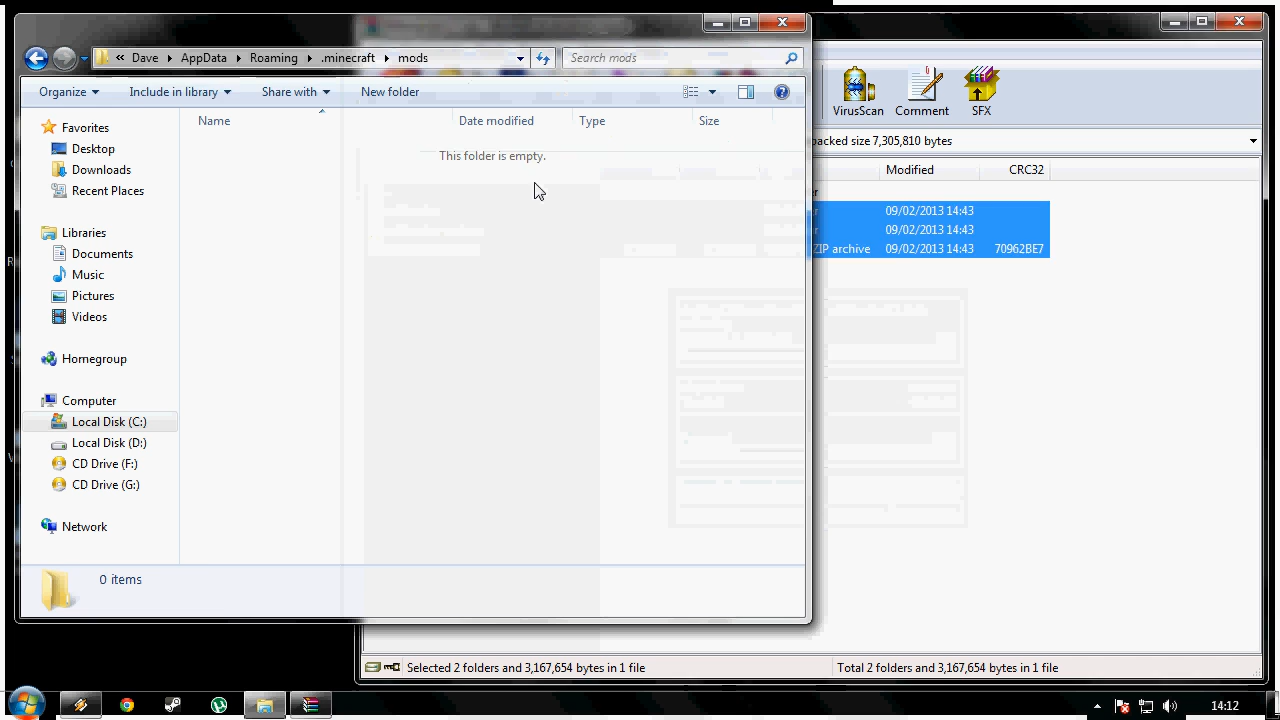 « Dave AppData Roaming .minecraft mods
Search mods
Organize Include in library Share with New folder
Name Date modified Type Size
This folder is empty.
Favorites
Desktop
Downloads
Recent Places
Libraries
Documents
Music
Pictures
Videos
Homegroup
Computer
Local Disk (C:)
Local Disk (D:)
CD Drive (F:)
CD Drive (G:)
Network
0 items
VirusScan Comment SFX
packed size 7,305,810 bytes
Modified CRC32
09/02/2013 14:43
09/02/2013 14:43
ZIP archive 09/02/2013 14:43 70962BE7
Selected 2 folders and 3,167,654 bytes in 1 file
Total 2 folders and 3,167,654 bytes in 1 file
14:12